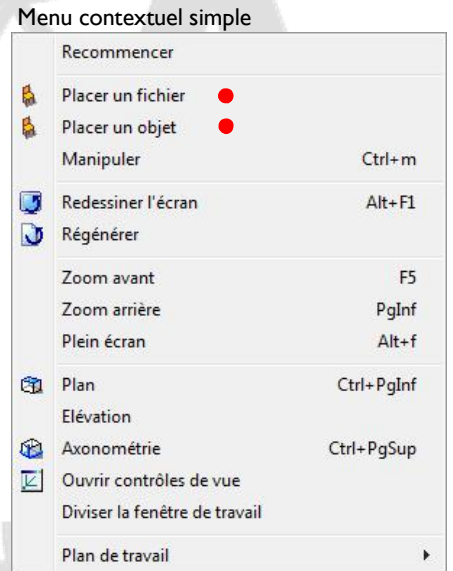 Menu contextuel simple
Recommencer
Placer un fichier
Placer un objet
Manipuler Ctrl+m
Redessiner l'écran Alt+F1
Régénérer
Zoom avant F5
Zoom arrière PgInf
Plein écran Alt+f
Plan Ctrl+PgInf
Elévation
Axonométrie Ctrl+PgSup
Ouvrir contrôles de vue
Diviser la fenêtre de travail
Plan de travail